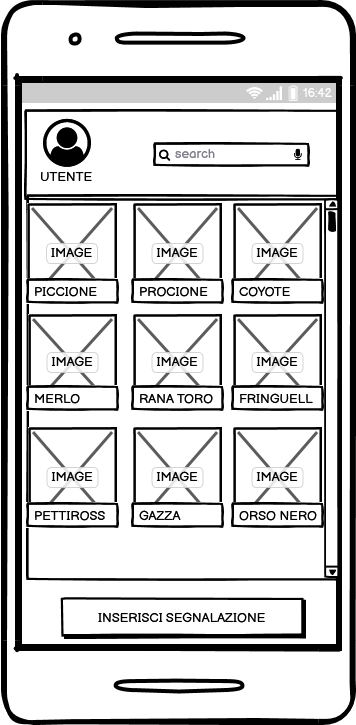 16:42
UTENTE
search
IMAGE IMAGE IMAGE
PICCIONE PROCIONE COYOTE
IMAGE IMAGE IMAGE
MERLO RANA TORO FRINGUELL
IMAGE IMAGE IMAGE
PETTIROSS GAZZA ORSO NERO
INSERISCI SEGNALAZIONE